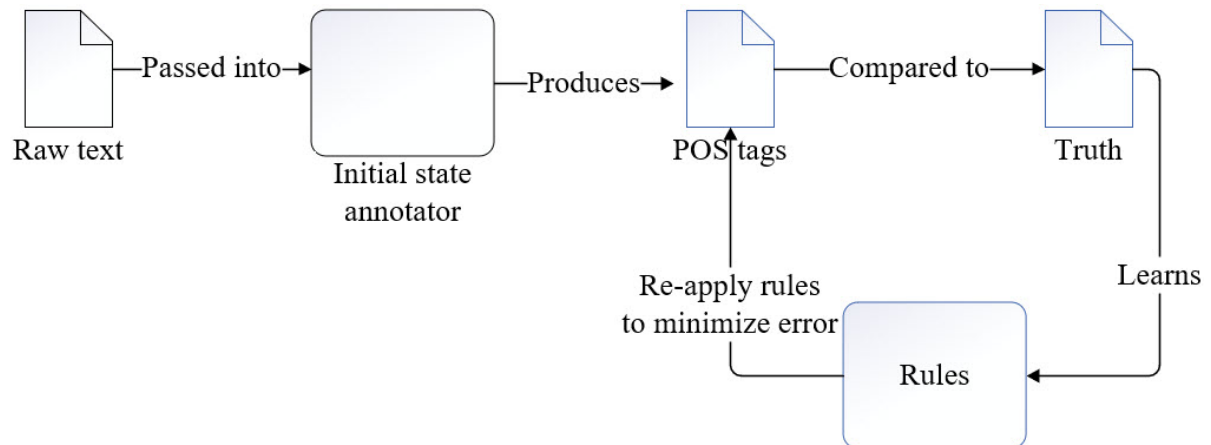 Passed into
Produces
Compared to
Raw text
Initial state
annotator
POS tags
Truth
Learns
Re-apply rules
to minimize error
Rules